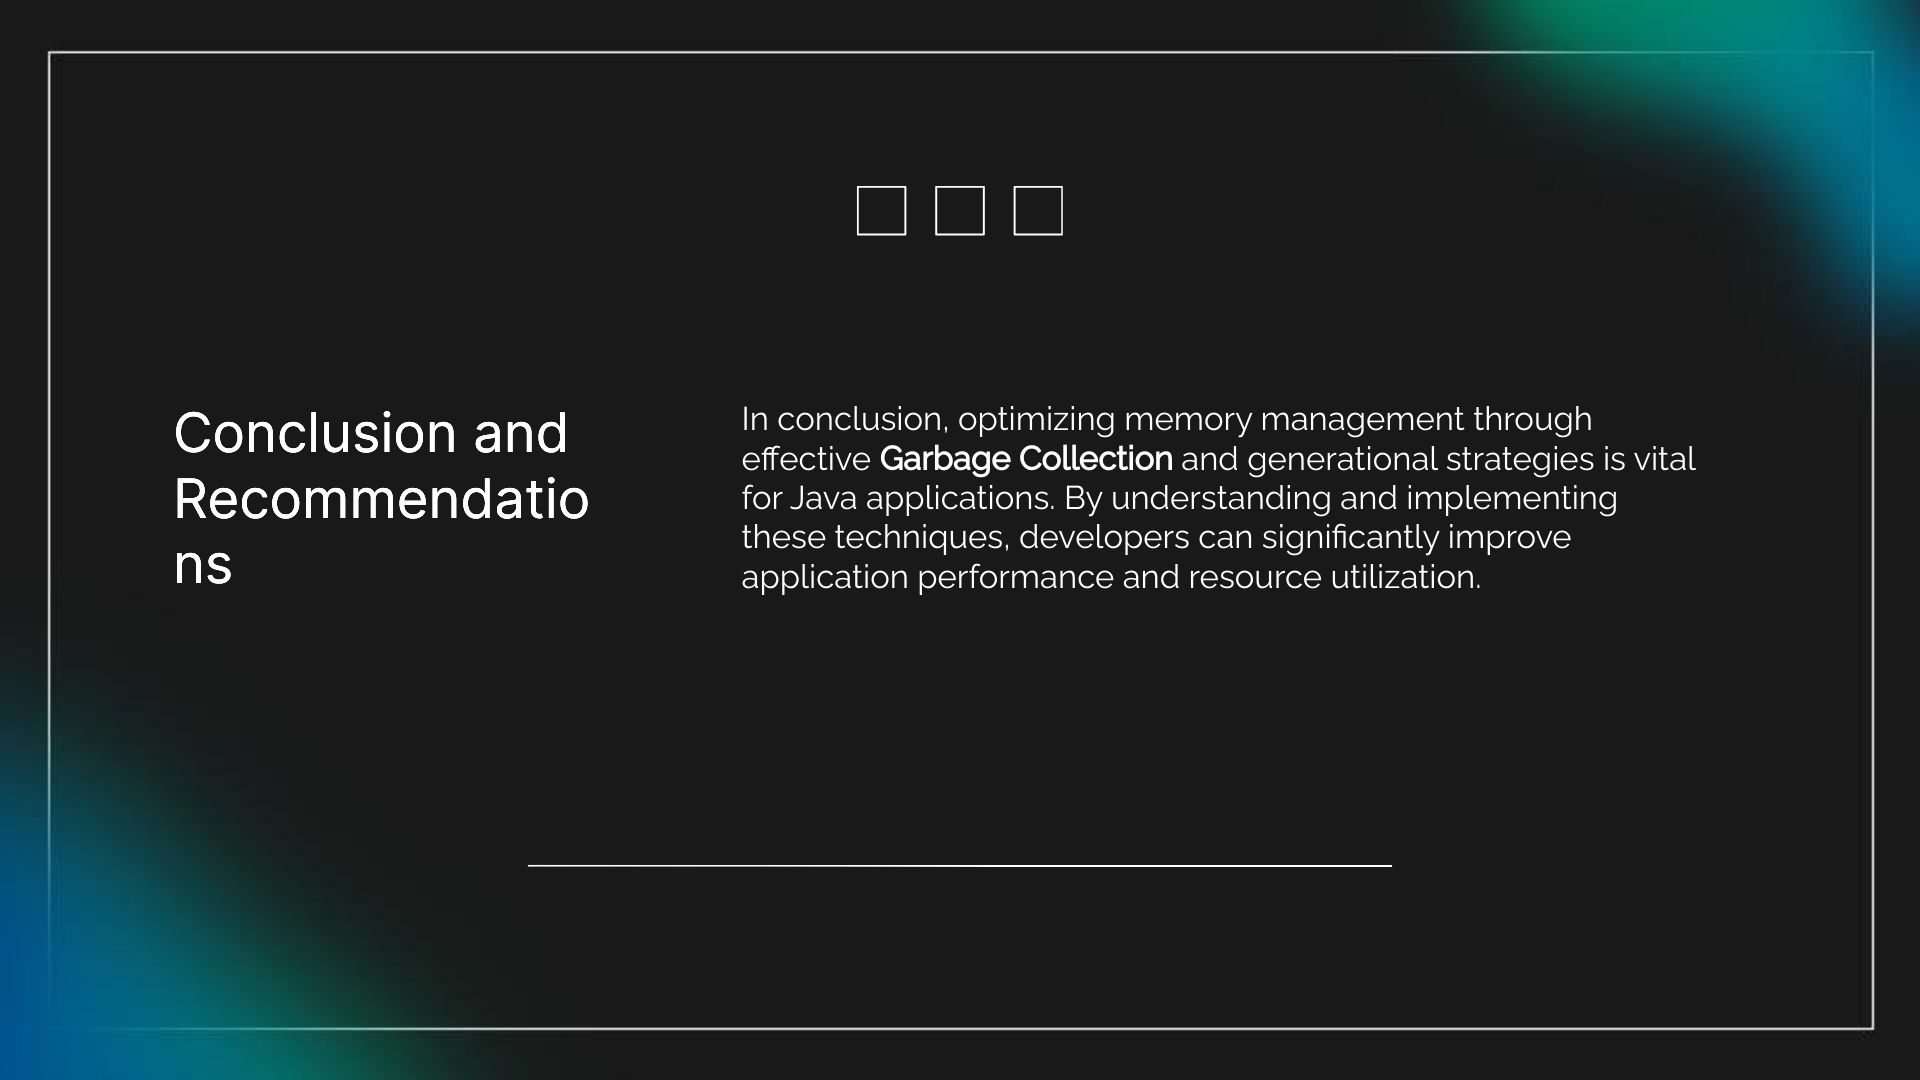 Conclusion and
Recommendatio
ns
In conclusion, optimizing memory management through
effective Garbage Collection and generational strategies is vital
for Java applications. By understanding and implementing
these techniques, developers can significantly improve
application performance and resource utilization.